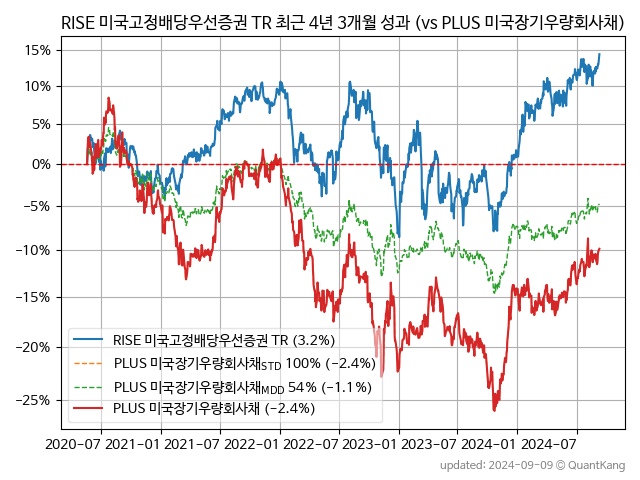 RISE 미국고정배당우선증권 TR 최근 4년 3개월 성과 (vs PLUS 미국장기우량회사채)
15%
10%
5%
0%
−5%
−10%
−15%
−20%
−25%
RISE 미국고정배당우선증권 TR (3.2%)
PLUS 미국장기우량회사채STD 100% (−2.4%)
PLUS 미국장기우량회사채MDD 54% (−1.1%)
PLUS 미국장기우량회사채 (−2.4%)
2020-07 2021-01 2021-07 2022-01 2022-07 2023-01 2023-07 2024-01 2024-07
updated: 2024-09-09 © QuantKang